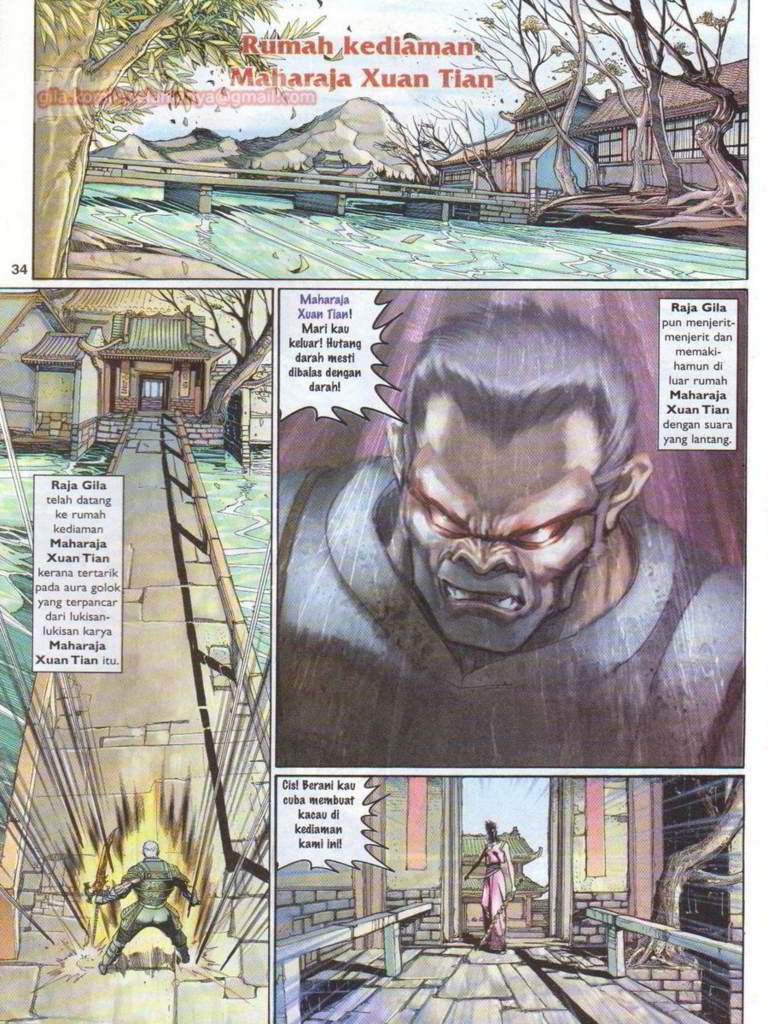 Rumah kediaman
Maharaja Xuan Tian
34
Raja Gila
telah datang
ke rumah
kediaman
Maharaja
Xuan Tian
kerana tertarik
pada aura golok
yang terpancar
dari lukisan-
lukisan karya
Maharaja
Xuan Tian itu.
Maharaja
Xuan Tian!
Mari kau
keluar! Hutang
darah mesti
dibalas dengan
darah!
Raja Gila
pun menjerit-
menjerit dan
memaki-
hamun di
luar rumah
Maharaja
Xuan Tian
dengan suara
yang lantang.
Cis! Berani kau
cuba membuat
kacau di
kediaman
kami ini!